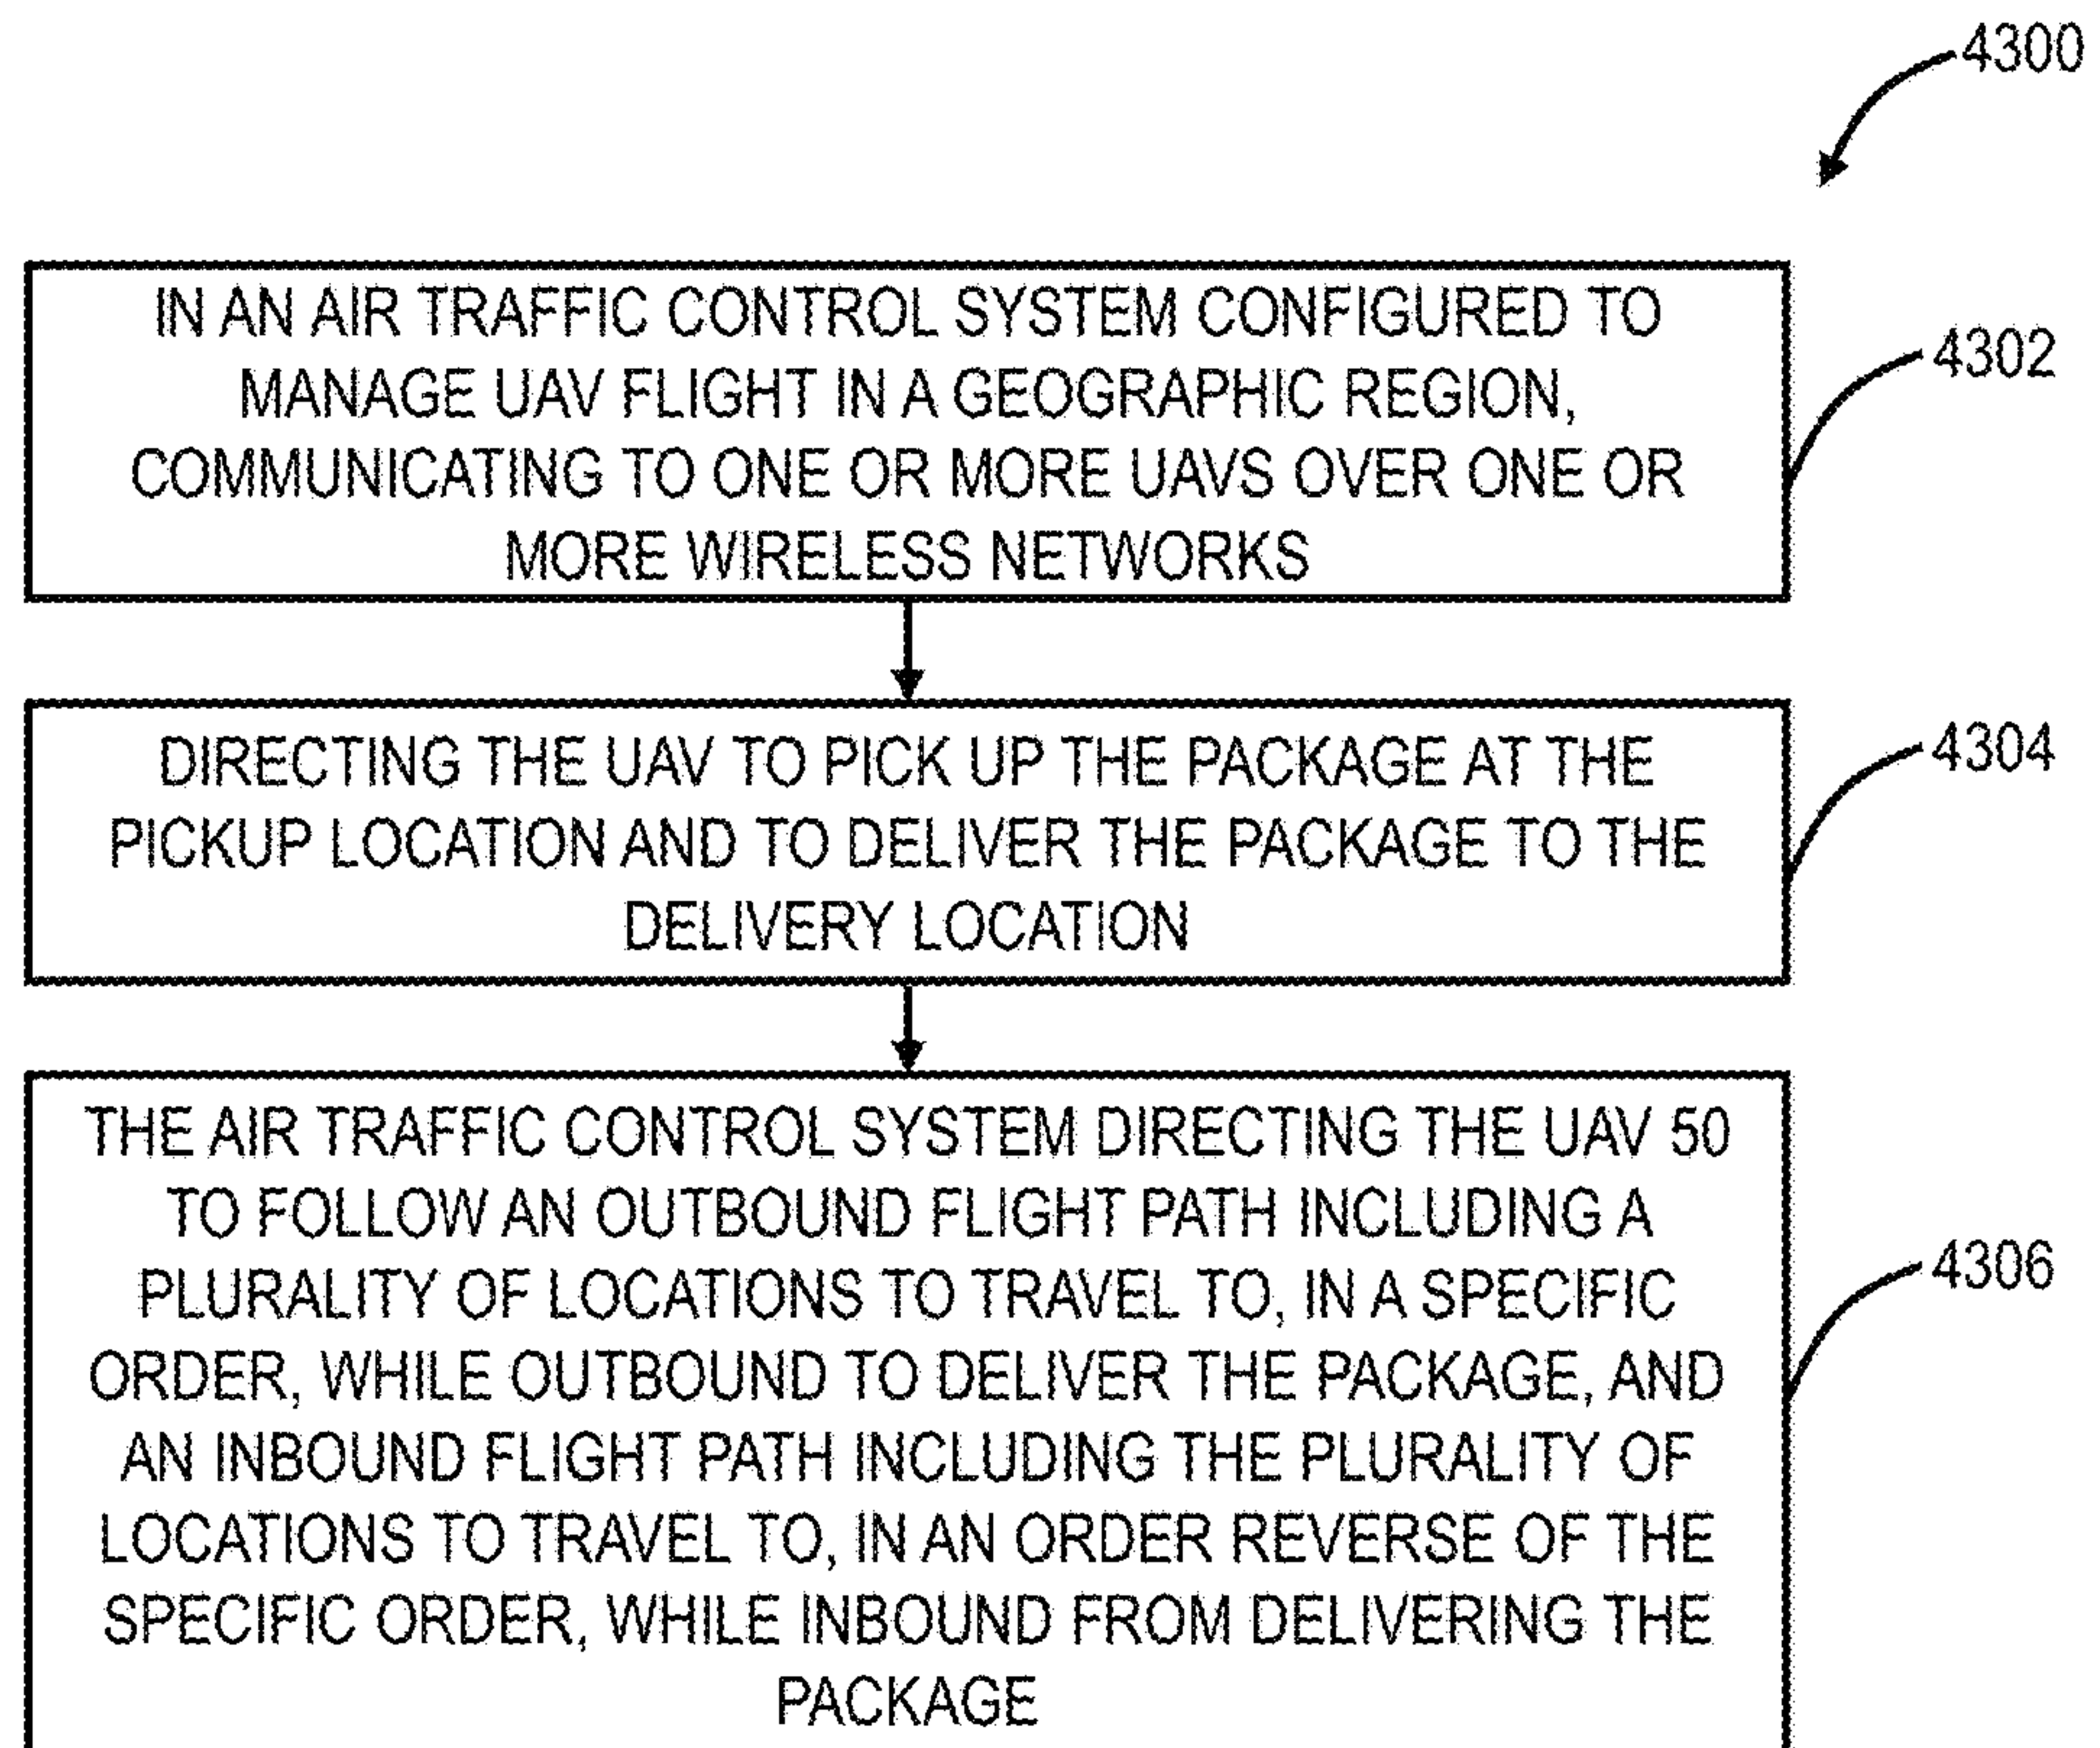 4300
IN AN AIR TRAFFIC CONTROL SYSTEM CONFIGURED TO
MANAGE UAV FLIGHT IN A GEOGRAPHIC REGION,
COMMUNICATING TO ONE OR MORE UAVS OVER ONE OR
MORE WIRELESS NETWORKS
4302
DIRECTING THE UAV TO PICK UP THE PACKAGE AT THE
PICKUP LOCATION AND TO DELIVER THE PACKAGE TO THE
DELIVERY LOCATION
4304
THE AIR TRAFFIC CONTROL SYSTEM DIRECTING THE UAV 50
TO FOLLOW AN OUTBOUND FLIGHT PATH INCLUDING A
PLURALITY OF LOCATIONS TO TRAVEL TO, IN A SPECIFIC
ORDER, WHILE OUTBOUND TO DELIVER THE PACKAGE, AND
AN INBOUND FLIGHT PATH INCLUDING THE PLURALITY OF
LOCATIONS TO TRAVEL TO, IN AN ORDER REVERSE OF THE
SPECIFIC ORDER, WHILE INBOUND FROM DELIVERING THE
PACKAGE
4306